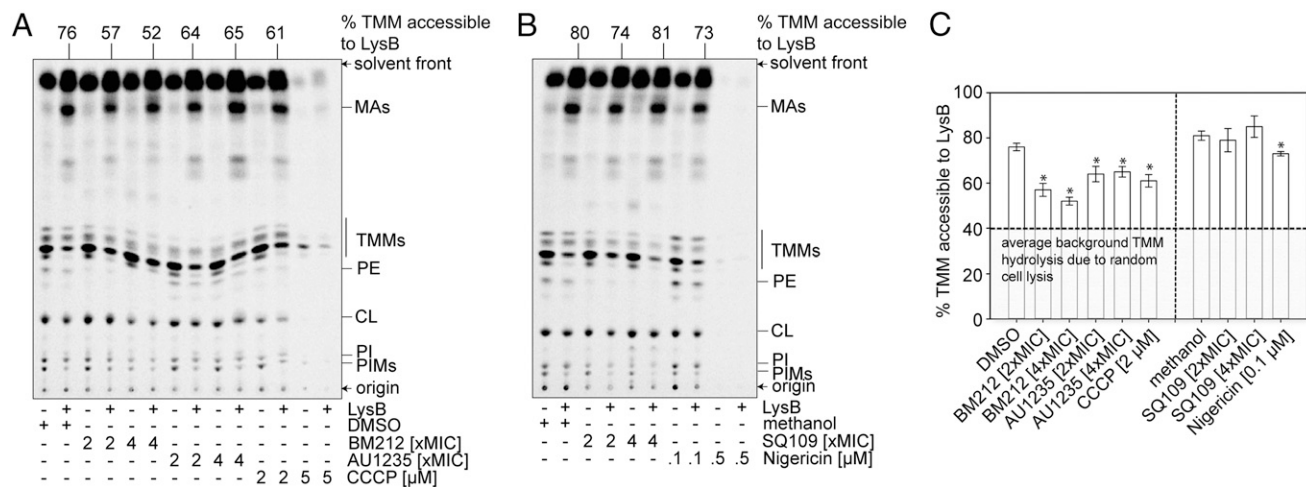 A
76 57 52 64 65 61
% TMM accessible
to LysB
solvent front
MAs
TMMs
PE
CL
PI
PIMs
origin
- + - + - + - + - + - + - + LysB
+ + - - - - - - - - - - - - DMSO
- - 2 2 4 4 - - - - - - - - BM212 [xMIC]
- - - - - - 2 2 4 4 - - - - AU1235 [xMIC]
- - - - - - - - - - 2 2 5 5 CCCP [µM]
B
80 74 81 73
% TMM accessible
to LysB
solvent front
MAs
TMMs
PE
CL
PI
PIMs
origin
- + - + - + - + - + LysB
+ + - - - - - - - - methanol
- - 2 2 4 4 - - - - SQ109 [xMIC]
- - - - - - .1 .1 .5 .5 Nigericin [µM]
C
% TMM accessible to LysB
100
80
60
40
20
0
* * * * * *
average background TMM
hydrolysis due to random
cell lysis
DMSO
BM212 [2xMIC]
BM212 [4xMIC]
AU1235 [2xMIC]
AU1235 [4xMIC]
CCCP [2 µM]
methanol
SQ109 [2xMIC]
SQ109 [4xMIC]
Nigericin [0.1 µM]